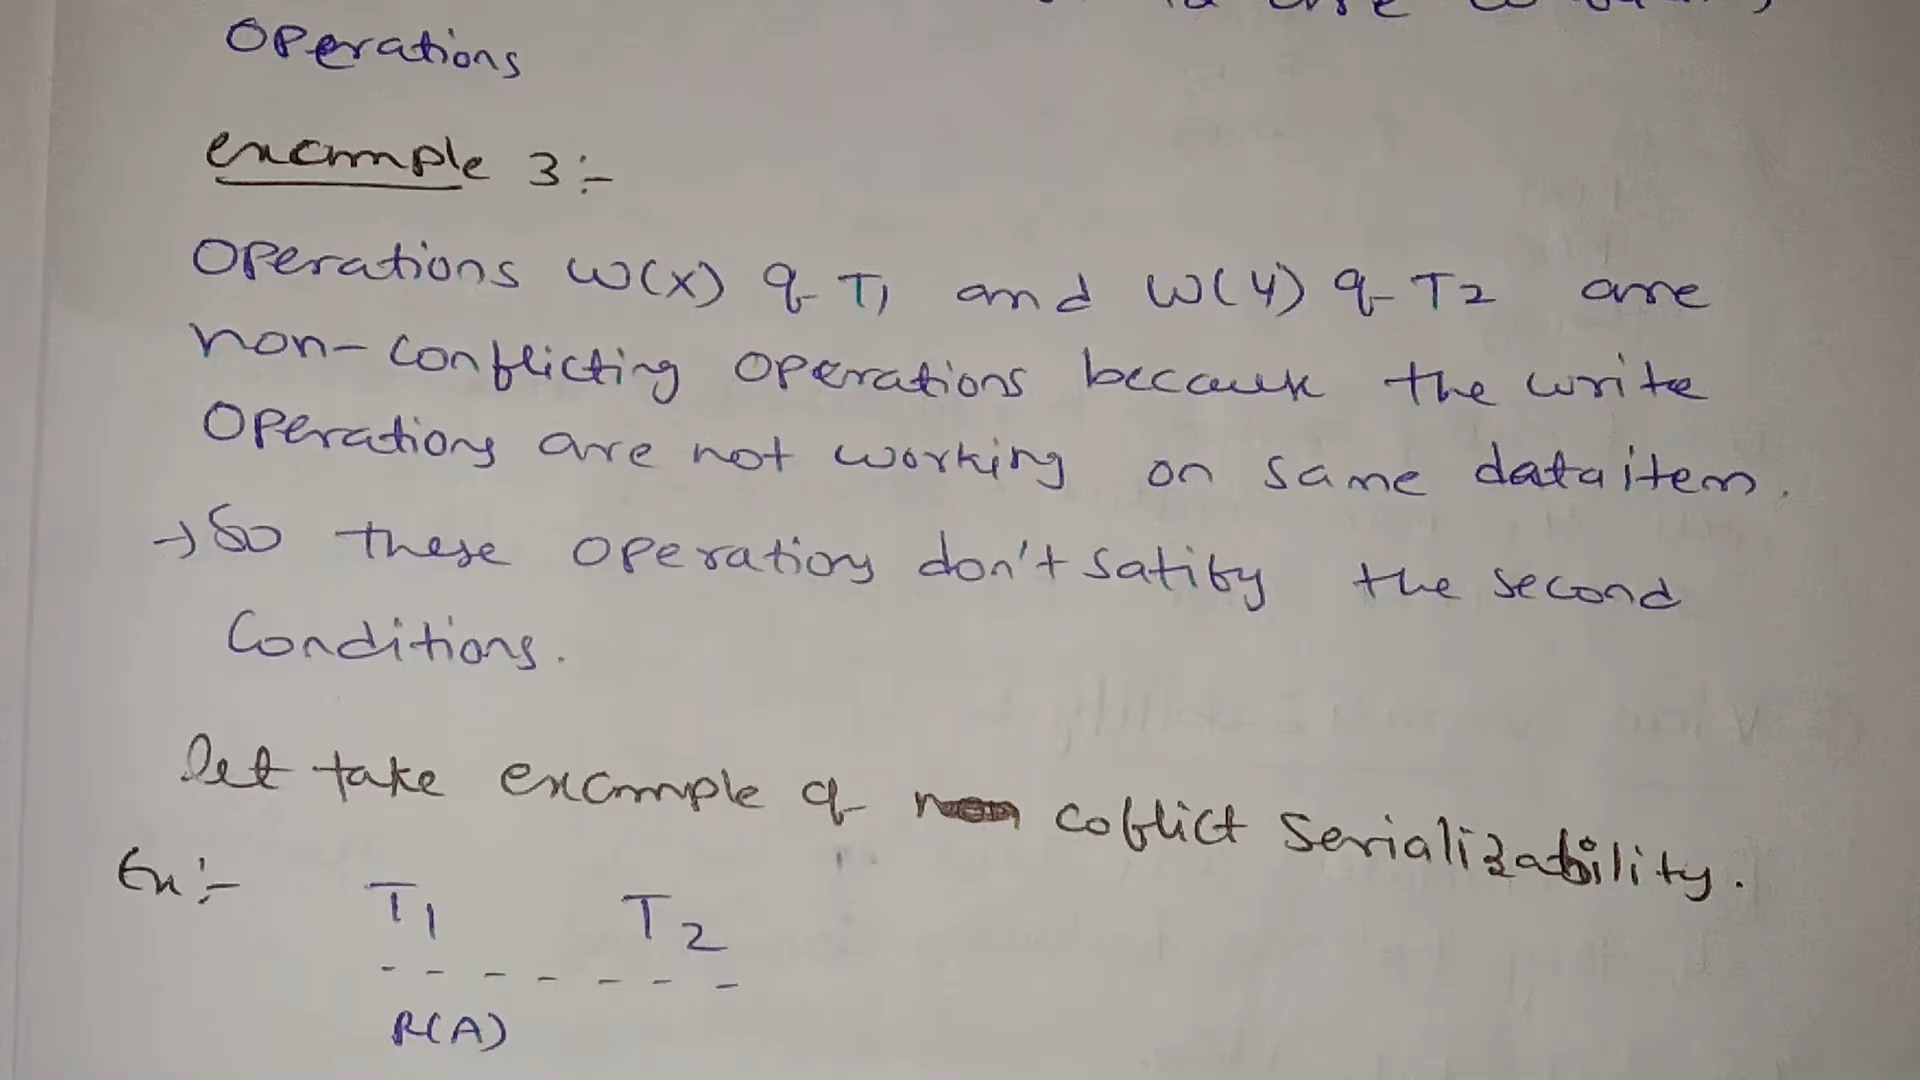 Operations
example 3:-
Operations W(X) of T1 and W(Y) of T2 are
non-conflicting operations because the write
Operations are not working on same dataitem.
→ So these operations don't satify the second
Conditions.
let take example of coflict Serializability.
Ex:-
T1 T2
- - - - - - -
R(A)